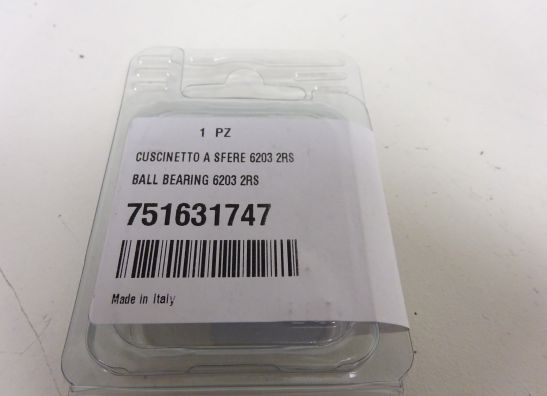 1 PZ
CUSCINETTO A SFERE 6203 2RS
BALL BEARING 6203 2RS
751631747
Made in Italy